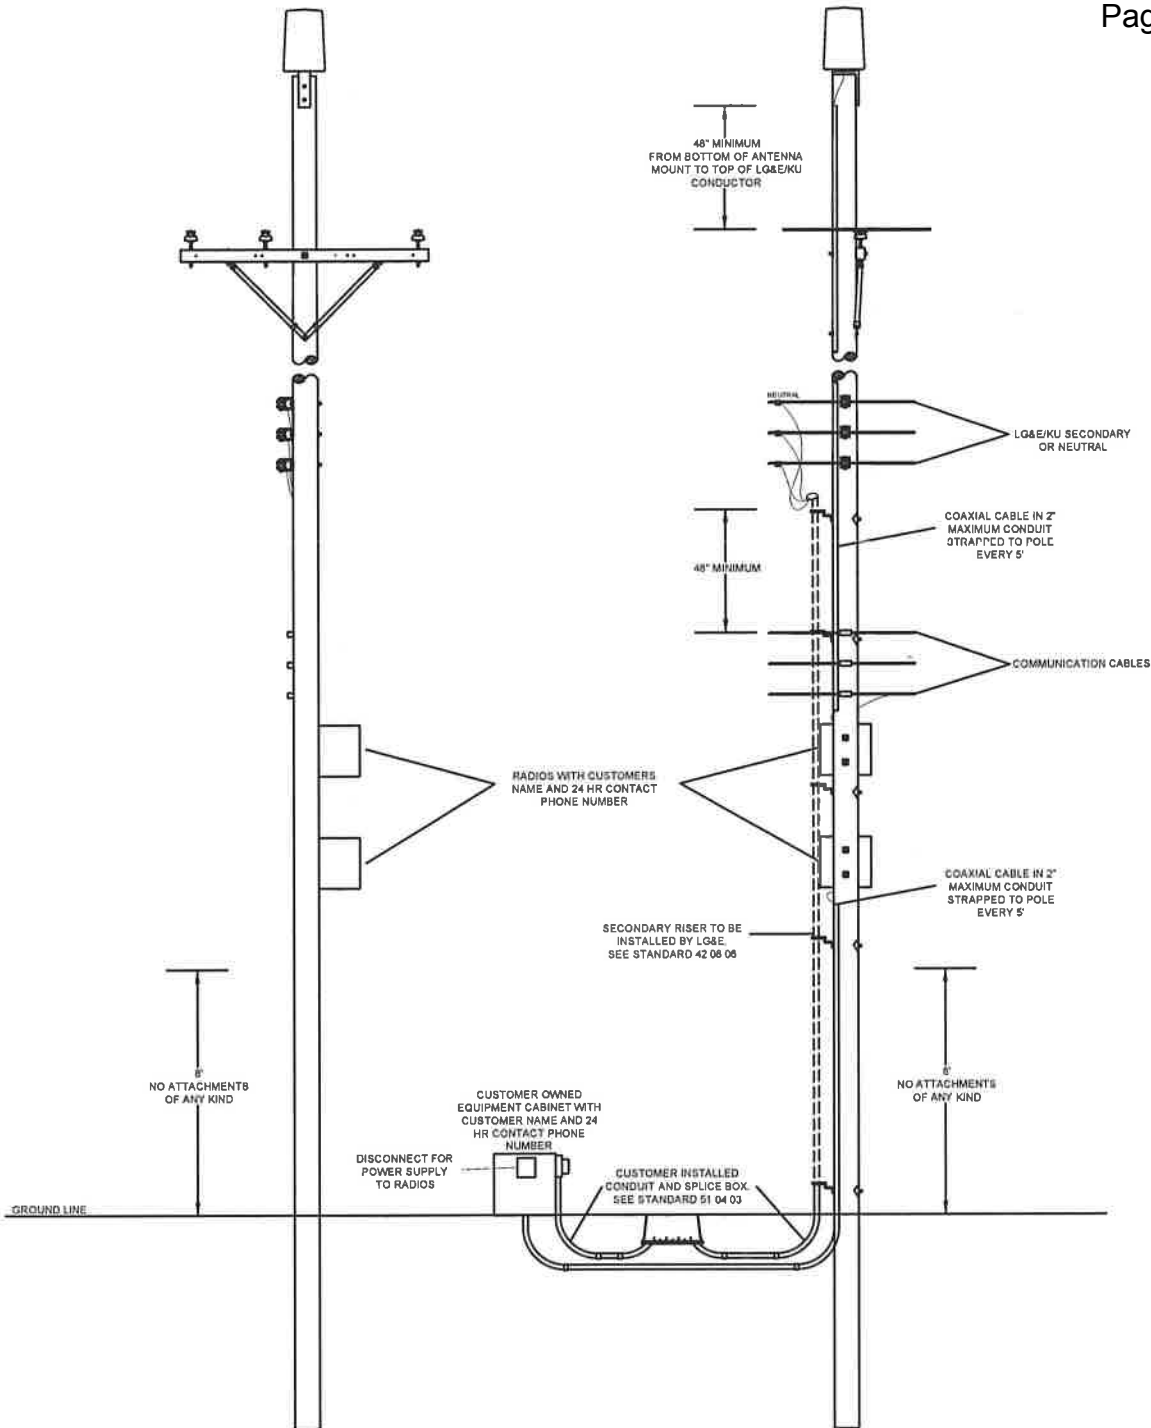 Pag
48" MINIMUM
FROM BOTTOM OF ANTENNA
MOUNT TO TOP OF LG&E/KU
CONDUCTOR
NEUTRAL
LG&E/KU SECONDARY
OR NEUTRAL
COAXIAL CABLE IN 2"
MAXIMUM CONDUIT
STRAPPED TO POLE
EVERY 5'
48" MINIMUM
COMMUNICATION CABLES
RADIOS WITH CUSTOMERS
NAME AND 24 HR CONTACT
PHONE NUMBER
COAXIAL CABLE IN 2"
MAXIMUM CONDUIT
STRAPPED TO POLE
EVERY 5'
SECONDARY RISER TO BE
INSTALLED BY LG&E,
SEE STANDARD 42 06 06
8'
NO ATTACHMENTS
OF ANY KIND
8'
NO ATTACHMENTS
OF ANY KIND
CUSTOMER OWNED
EQUIPMENT CABINET WITH
CUSTOMER NAME AND 24
HR CONTACT PHONE
NUMBER
DISCONNECT FOR
POWER SUPPLY
TO RADIOS
CUSTOMER INSTALLED
CONDUIT AND SPLICE BOX.
SEE STANDARD 51 04 03
GROUND LINE